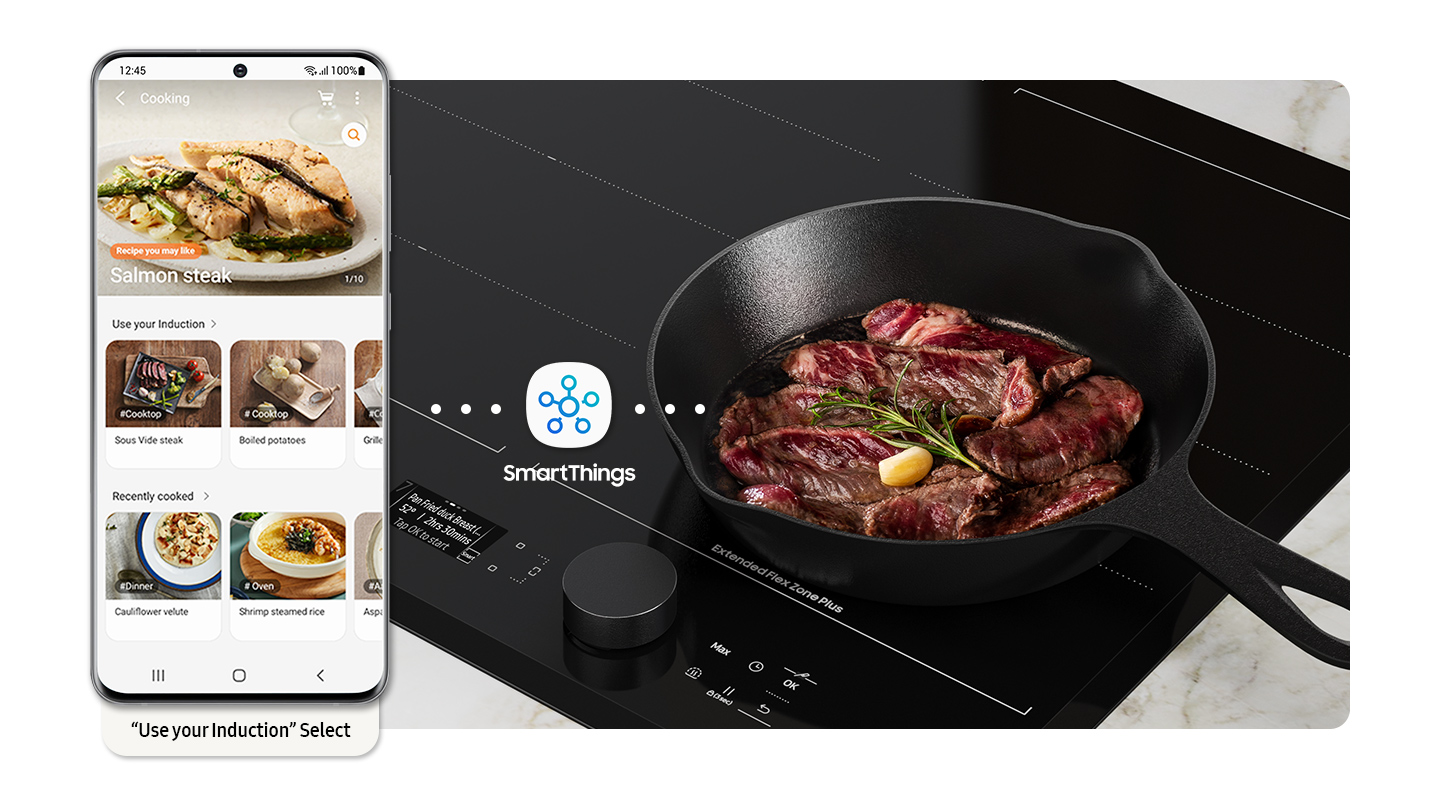 12:45
100%
Cooking
Recipe you may like
Salmon steak
1/10
Use your Induction
#Cooktop
# Cooktop
#Co
Sous Vide steak
Boiled potatoes
Grille
Recently cooked
#Dinner
# Oven
#A
Cauliflower velute
Shrimp steamed rice
Aspa
"Use your Induction" Select
SmartThings
Pan Fried duck Breast (...
52° | 2hrs 30mins
Tap OK to start
Smart
Extended Flex Zone Plus
Max
OK
(3sec)